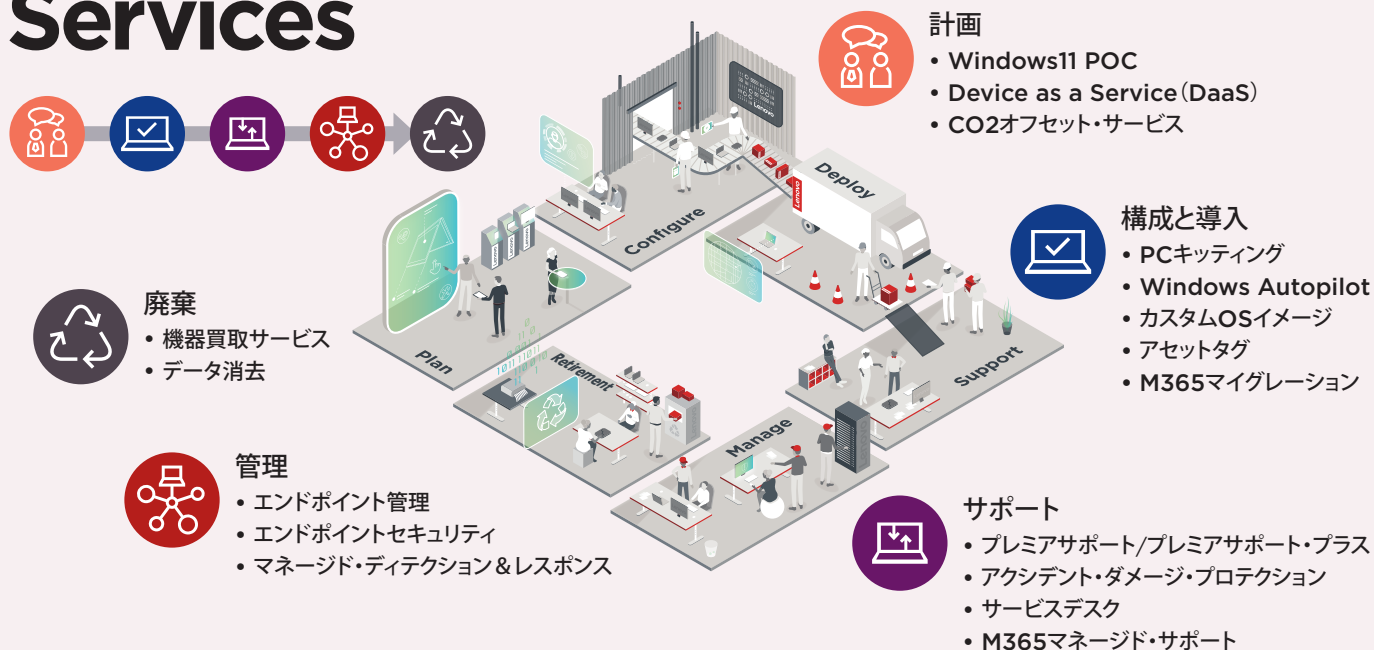 Services
計画
• Windows11 POC
• Device as a Service（DaaS）
• CO2オフセット・サービス
構成と導入
• PCキッティング
• Windows Autopilot
• カスタムOSイメージ
• アセットタグ
• M365マイグレーション
サポート
• プレミアサポート/プレミアサポート・プラス
• アクシデント・ダメージ・プロテクション
• サービスデスク
• M365マネージド・サポート
管理
• エンドポイント管理
• エンドポイントセキュリティ
• マネージド・ディテクション＆レスポンス
廃棄
• 機器買取サービス
• データ消去
Configure
Deploy
Plan
Retirement
Support
Manage
Lenovo
Lenovo
Lenovo
Lenovo
Lenovo